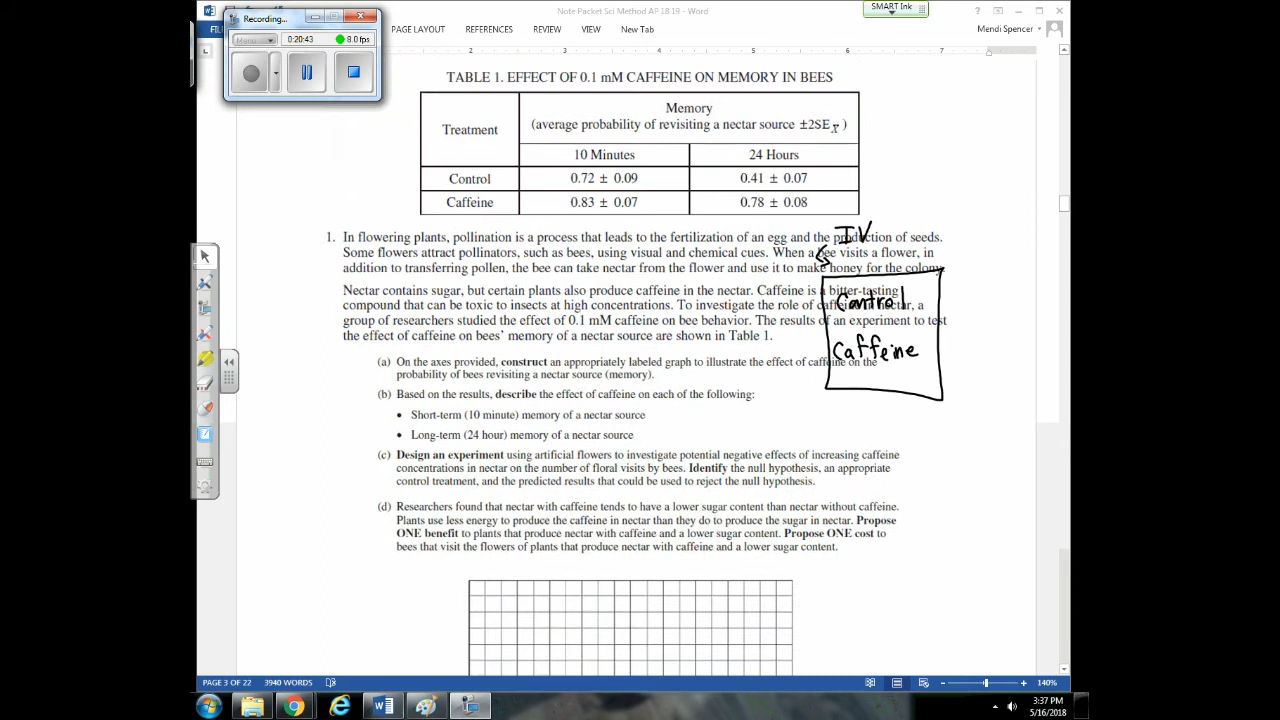 Note Packet Sci Method AP 18.19 - Word
SMART Ink
Recording...
Menu
0:20:43
8.0 fps
PAGE LAYOUT
REFERENCES
REVIEW
VIEW
New Tab
Mendi Spencer
2 3 4 5 6 7
TABLE 1. EFFECT OF 0.1 mM CAFFEINE ON MEMORY IN BEES
Treatment
Memory
(average probability of revisiting a nectar source ±2SEx̅)
10 Minutes 24 Hours
Control 0.72 ± 0.09 0.41 ± 0.07
Caffeine 0.83 ± 0.07 0.78 ± 0.08
IV
1. In flowering plants, pollination is a process that leads to the fertilization of an egg and the production of seeds.
Some flowers attract pollinators, such as bees, using visual and chemical cues. When a bee visits a flower, in
addition to transferring pollen, the bee can take nectar from the flower and use it to make honey for the colony.
Nectar contains sugar, but certain plants also produce caffeine in the nectar. Caffeine is a bitter-tasting
compound that can be toxic to insects at high concentrations. To investigate the role of caffeine in nectar, a
group of researchers studied the effect of 0.1 mM caffeine on bee behavior. The results of an experiment to test
the effect of caffeine on bees' memory of a nectar source are shown in Table 1.
Control
Caffeine
(a) On the axes provided, construct an appropriately labeled graph to illustrate the effect of caffeine on the
probability of bees revisiting a nectar source (memory).
(b) Based on the results, describe the effect of caffeine on each of the following:
• Short-term (10 minute) memory of a nectar source
• Long-term (24 hour) memory of a nectar source
(c) Design an experiment using artificial flowers to investigate potential negative effects of increasing caffeine
concentrations in nectar on the number of floral visits by bees. Identify the null hypothesis, an appropriate
control treatment, and the predicted results that could be used to reject the null hypothesis.
(d) Researchers found that nectar with caffeine tends to have a lower sugar content than nectar without caffeine.
Plants use less energy to produce the caffeine in nectar than they do to produce the sugar in nectar. Propose
ONE benefit to plants that produce nectar with caffeine and a lower sugar content. Propose ONE cost to
bees that visit the flowers of plants that produce nectar with caffeine and a lower sugar content.
PAGE 3 OF 22 3940 WORDS
140%
3:37 PM
5/16/2018